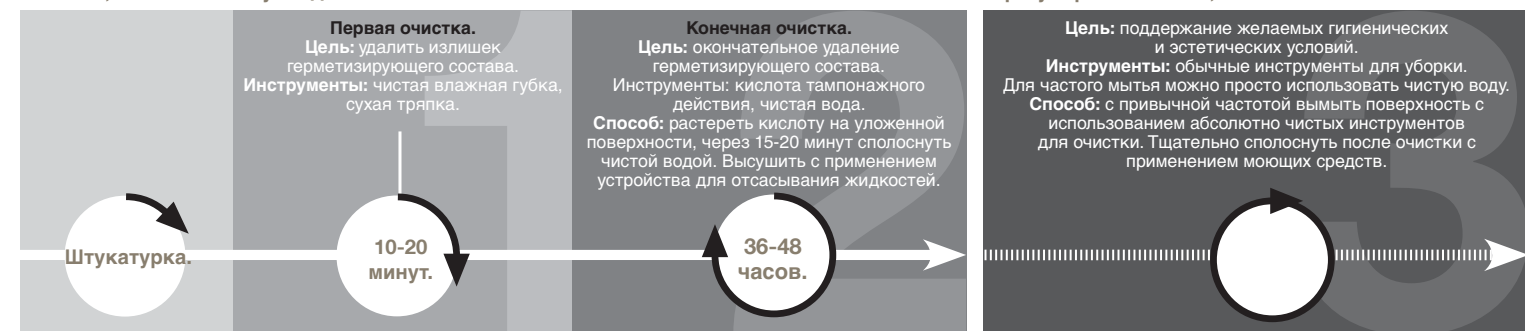 Первая очистка.
Цель: удалить излишек
герметизирующего состава.
Инструменты: чистая влажная губка,
сухая тряпка.
Конечная очистка.
Цель: окончательное удаление
герметизирующего состава.
Инструменты: кислота тампонажного
действия, чистая вода.
Способ: растереть кислоту на уложенной
поверхности, через 15-20 минут сполоснуть
чистой водой. Высушить с применением
устройства для отсасывания жидкостей.
Цель: поддержание желаемых гигиенических
и эстетических условий.
Инструменты: обычные инструменты для уборки.
Для частого мытья можно просто использовать чистую воду.
Способ: с привычной частотой вымыть поверхность с
использованием абсолютно чистых инструментов
для очистки. Тщательно сполоснуть после очистки с
применением моющих средств.
1
2
3
Штукатурка.
10-20
минут.
36-48
часов.